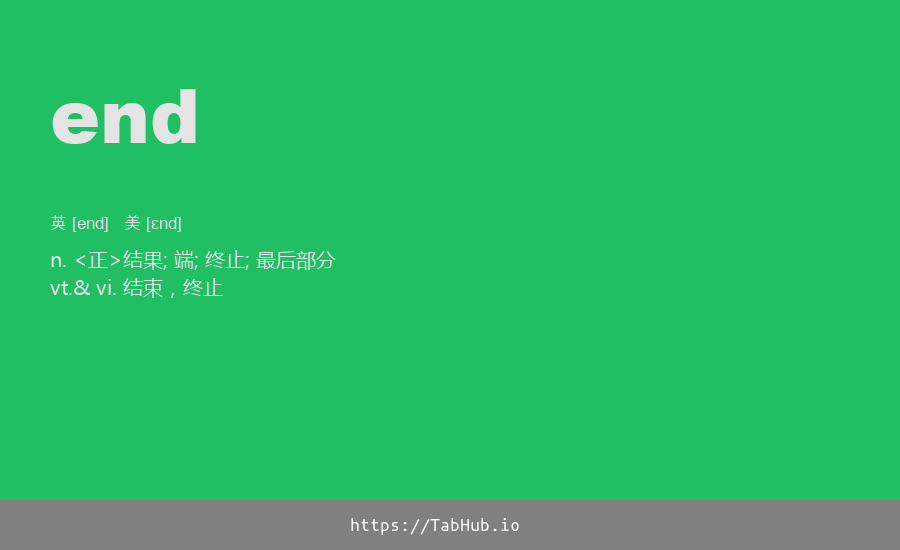 end
英 [end] 美 [ɛnd]
n. <正>结果; 端; 终止; 最后部分
vt.& vi. 结束，终止
https://TabHub.io